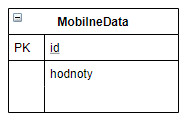 MobilneData
PK id
hodnoty